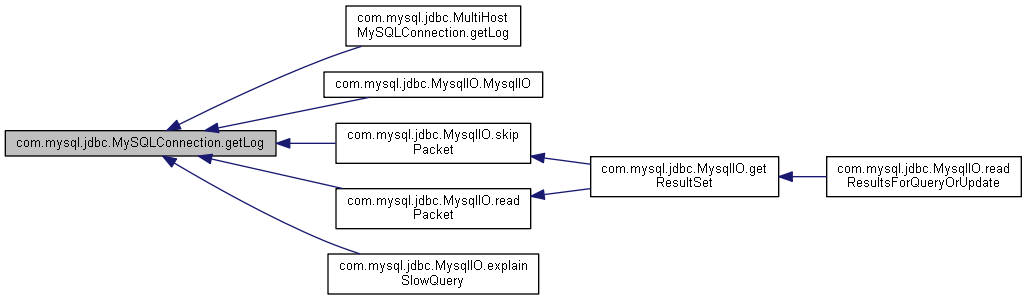 com.mysql.jdbc.MultiHost
MySQLConnection.getLog
com.mysql.jdbc.MysqlIO.MysqlIO
com.mysql.jdbc.MySQLConnection.getLog
com.mysql.jdbc.MysqlIO.skip
Packet
com.mysql.jdbc.MysqlIO.get
ResultSet
com.mysql.jdbc.MysqlIO.read
ResultsForQueryOrUpdate
com.mysql.jdbc.MysqlIO.read
Packet
com.mysql.jdbc.MysqlIO.explain
SlowQuery